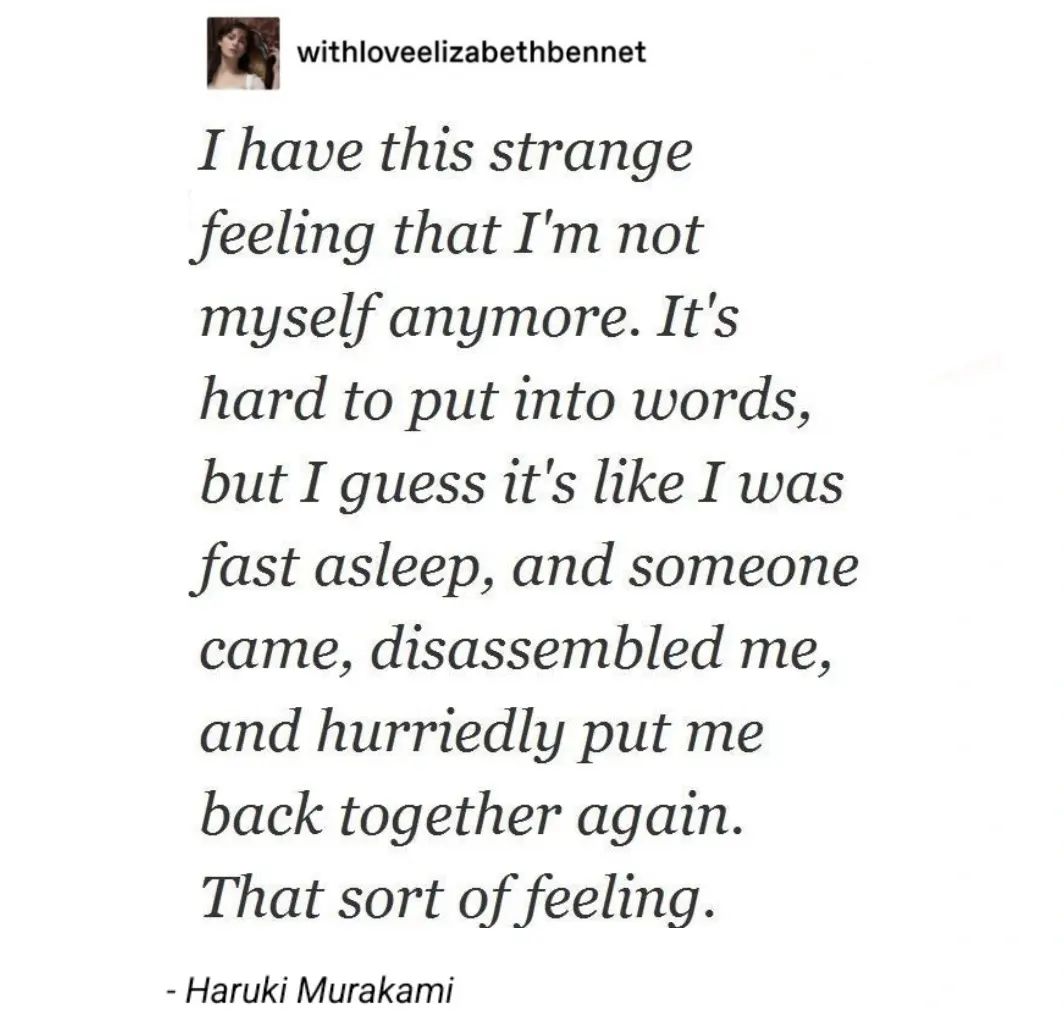 withloveelizabethbennet
I have this strange
feeling that I'm not
myself anymore. It's
hard to put into words,
but I guess it's like I was
fast asleep, and someone
came, disassembled me,
and hurriedly put me
back together again.
That sort of feeling.
- Haruki Murakami